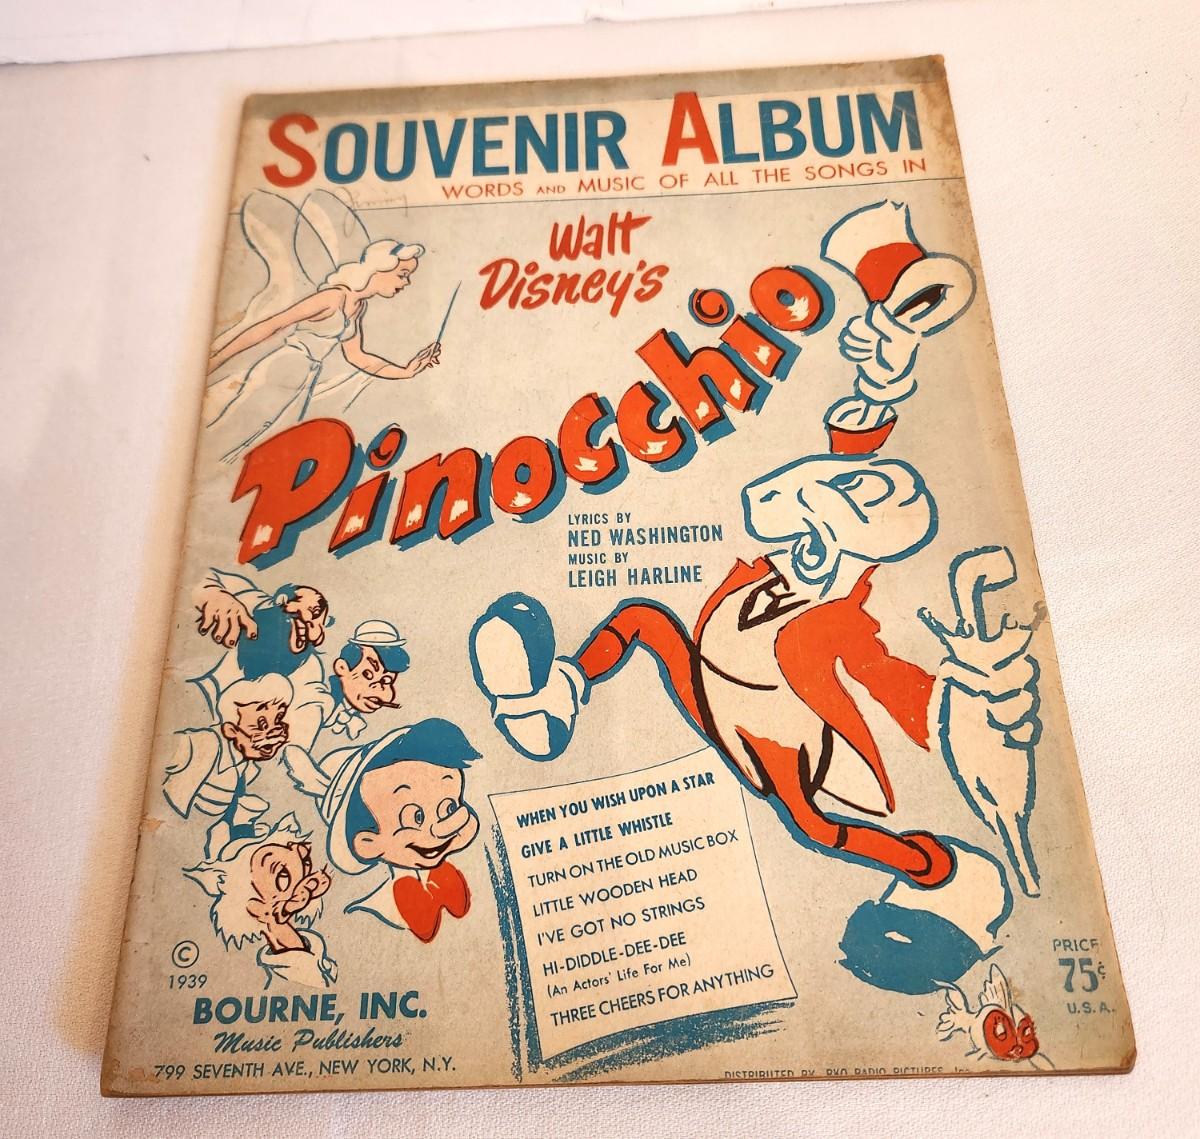 SOUVENIR ALBUM
WORDS AND MUSIC OF ALL THE SONGS IN
Walt
Disney's
Pinocchio
LYRICS BY
NED WASHINGTON
MUSIC BY
LEIGH HARLINE
WHEN YOU WISH UPON A STAR
GIVE A LITTLE WHISTLE
TURN ON THE OLD MUSIC BOX
LITTLE WOODEN HEAD
I'VE GOT NO STRINGS
HI-DIDDLE-DEE-DEE
(An Actors' Life For Me)
THREE CHEERS FOR ANYTHING
©
1939
BOURNE, INC.
Music Publishers
799 SEVENTH AVE., NEW YORK, N.Y.
PRICE
75¢
U.S.A.
DISTRIBUTED BY RKO RADIO PICTURES, Inc.